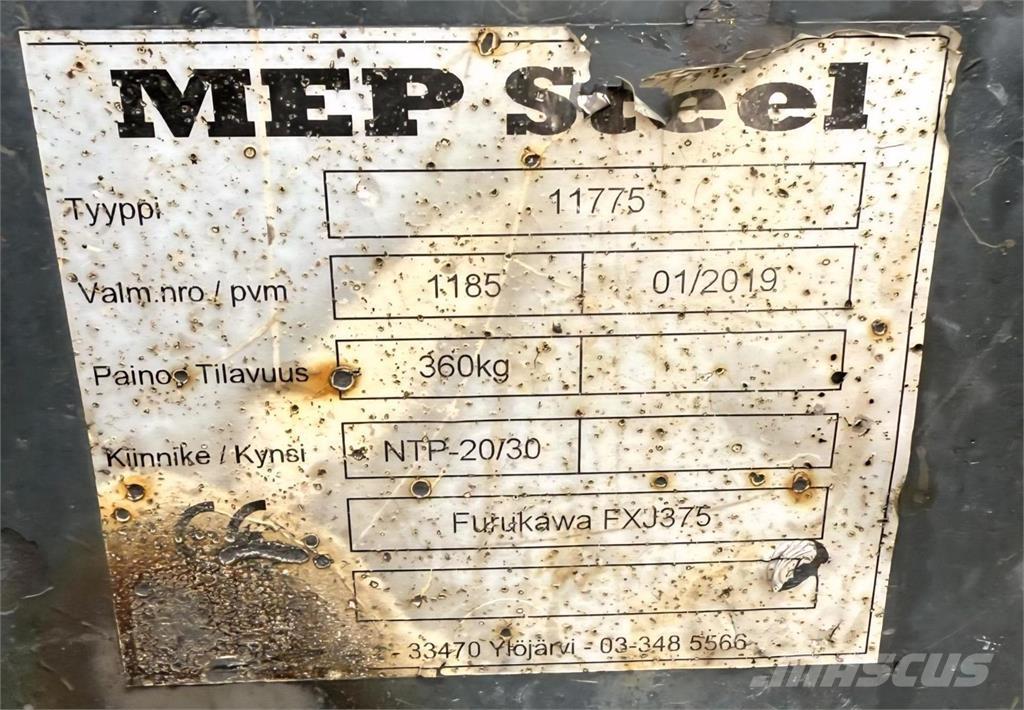 MEP Steel
Tyyppi 11775
Valm.nro / pvm 1185 01/2019
Paino / Tilavuus 360kg
Kiinnike / Kynsi NTP-20/30
Furukawa FXJ375
33470 Ylöjärvi - 03-348 5566
MASCUS